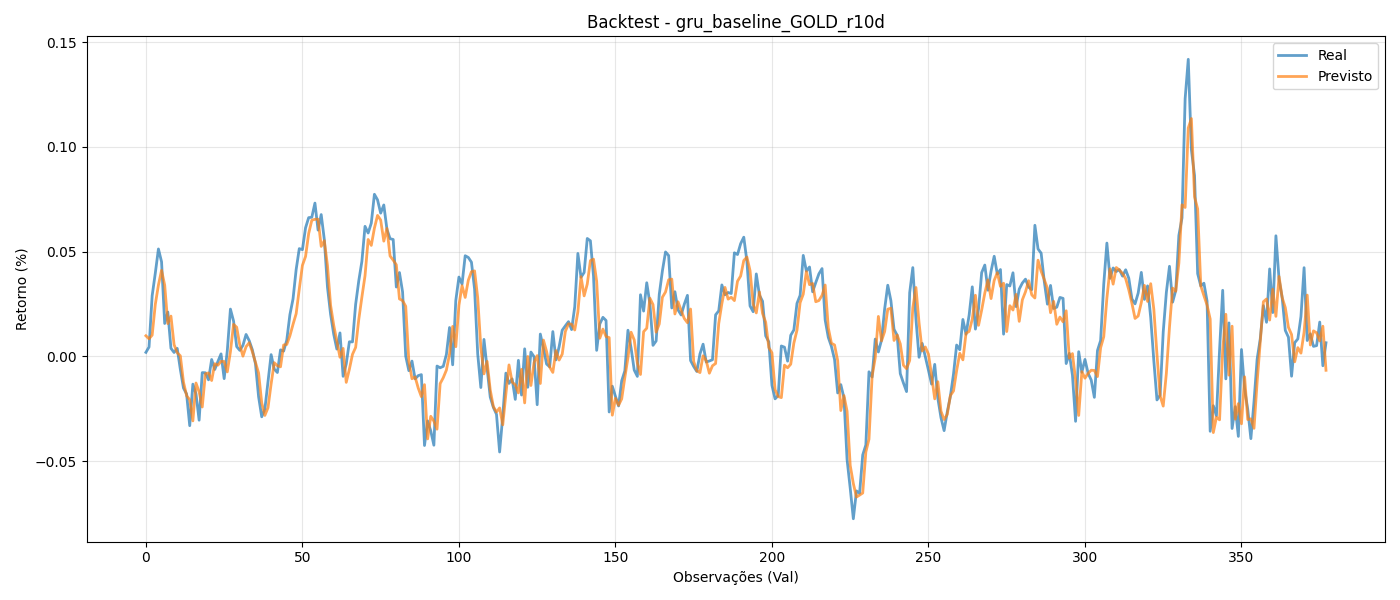 Backtest - gru_baseline_GOLD_r10d
Real
Previsto
Retorno (%)
0.15
0.10
0.05
0.00
−0.05
0 50 100 150 200 250 300 350
Observações (Val)